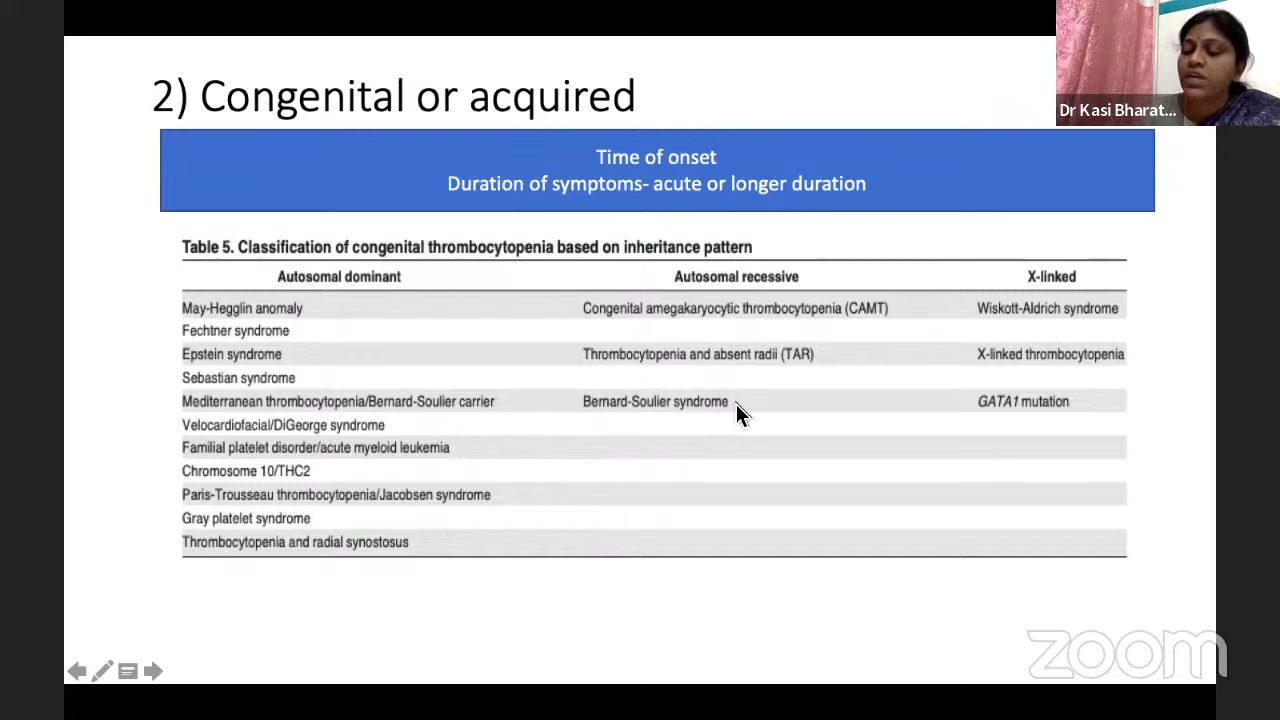 2) Congenital or acquired
Dr Kasi Bharat...
Time of onset
Duration of symptoms- acute or longer duration
Table 5. Classification of congenital thrombocytopenia based on inheritance pattern
Autosomal dominant Autosomal recessive X-linked
May-Hegglin anomaly Congenital amegakaryocytic thrombocytopenia (CAMT) Wiskott-Aldrich syndrome
Fechtner syndrome
Epstein syndrome Thrombocytopenia and absent radii (TAR) X-linked thrombocytopenia
Sebastian syndrome
Mediterranean thrombocytopenia/Bernard-Soulier carrier Bernard-Soulier syndrome GATA1 mutation
Velocardiofacial/DiGeorge syndrome
Familial platelet disorder/acute myeloid leukemia
Chromosome 10/THC2
Paris-Trousseau thrombocytopenia/Jacobsen syndrome
Gray platelet syndrome
Thrombocytopenia and radial synostosus
zoom